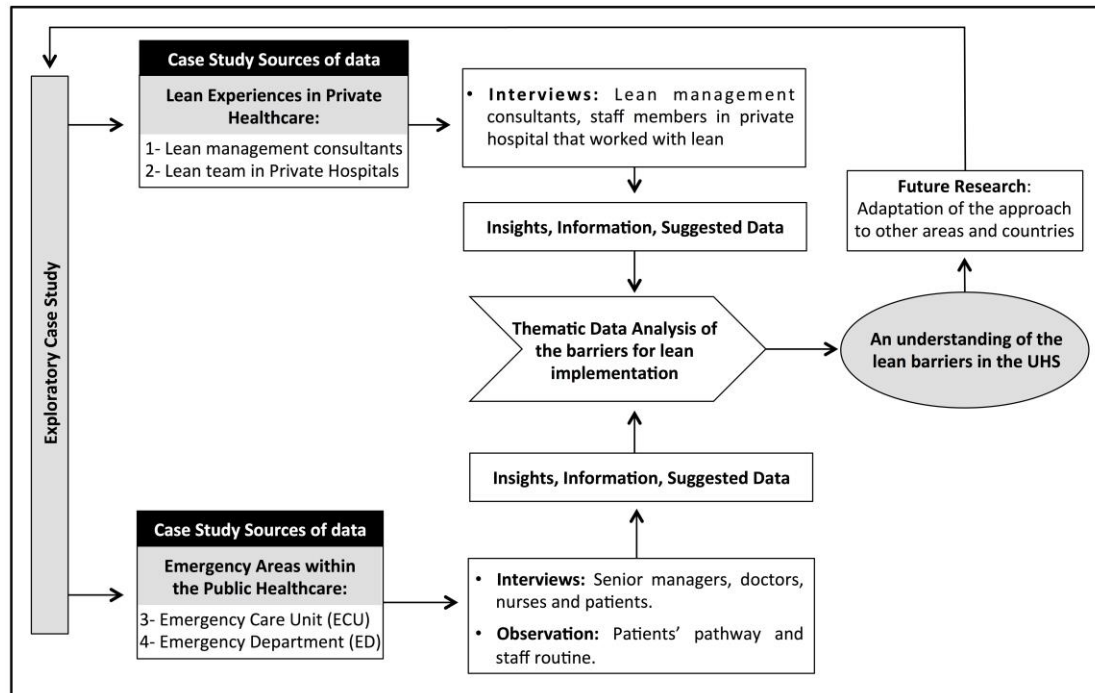 Exploratory Case Study
Case Study Sources of data
Lean Experiences in Private
Healthcare:
1- Lean management consultants
2- Lean team in Private Hospitals
• Interviews: Lean management
consultants, staff members in private
hospital that worked with lean
Insights, Information, Suggested Data
Thematic Data Analysis of
the barriers for lean
implementation
Future Research:
Adaptation of the approach
to other areas and countries
An understanding of the
lean barriers in the UHS
Insights, Information, Suggested Data
Case Study Sources of data
Emergency Areas within
the Public Healthcare:
3- Emergency Care Unit (ECU)
4- Emergency Department (ED)
• Interviews: Senior managers, doctors,
nurses and patients.
• Observation: Patients’ pathway and
staff routine.